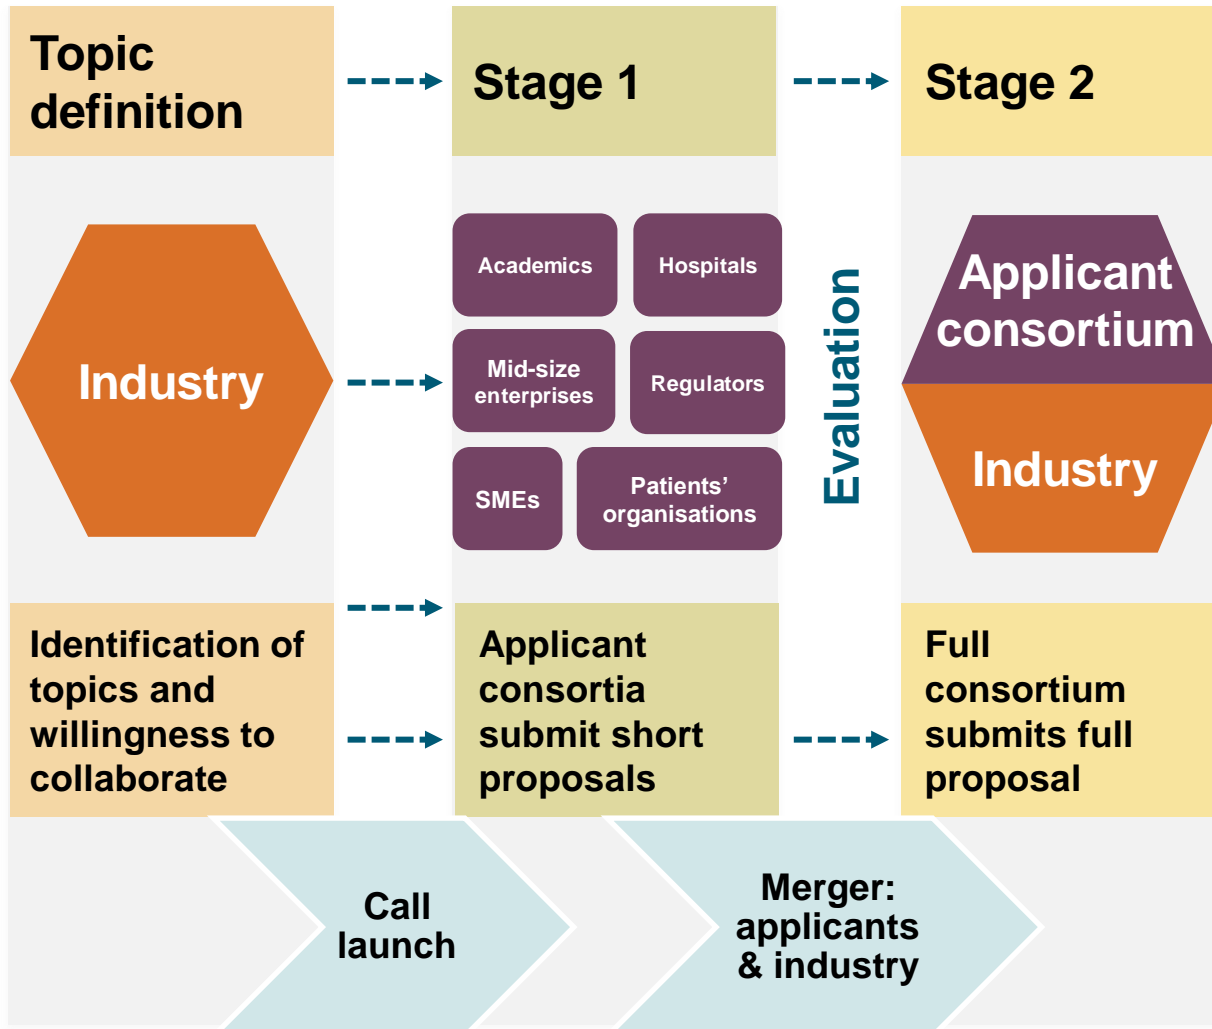 Topic
definition
Stage 1
Stage 2
Industry
Academics
Hospitals
Mid-size
enterprises
Regulators
SMEs
Patients’
organisations
Evaluation
Applicant
consortium
Industry
Identification of
topics and
willingness to
collaborate
Applicant
consortia
submit short
proposals
Full
consortium
submits full
proposal
Call
launch
Merger:
applicants
& industry